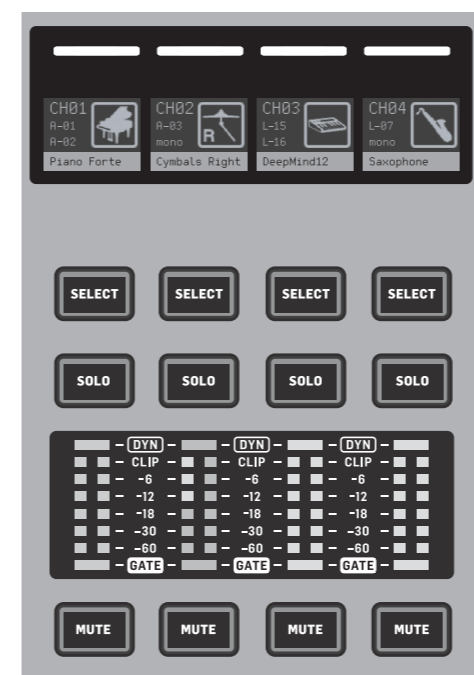 CH01 CH02 CH03 CH04
A-01 A-03 L-15 L-07
A-02 mono R L-16 mono
Piano Forte Cymbals Right DeepMind12 Saxophone
SELECT SELECT SELECT SELECT
SOLO SOLO SOLO SOLO
- DYN - - DYN - - DYN -
- CLIP - - CLIP - - CLIP -
- -6 - - -6 - - -6 -
- -12 - - -12 - - -12 -
- -18 - - -18 - - -18 -
- -30 - - -30 - - -30 -
- -60 - - -60 - - -60 -
- GATE - - GATE - - GATE -
MUTE MUTE MUTE MUTE